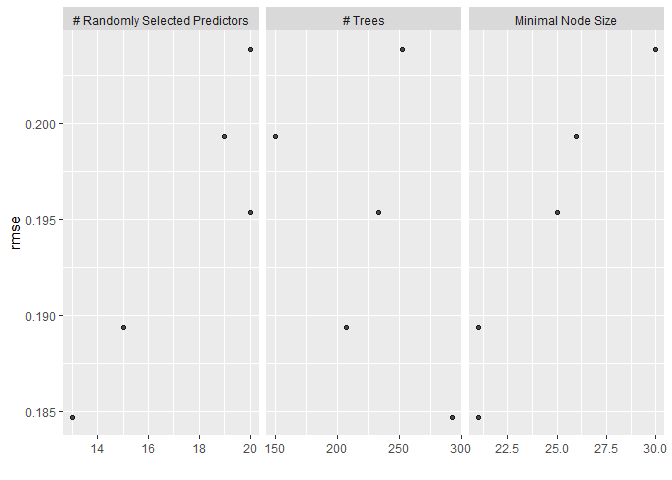 # Randomly Selected Predictors
# Trees
Minimal Node Size
rmse
0.200
0.195
0.190
0.185
14 16 18 20
150 200 250 300
22.5 25.0 27.5 30.0